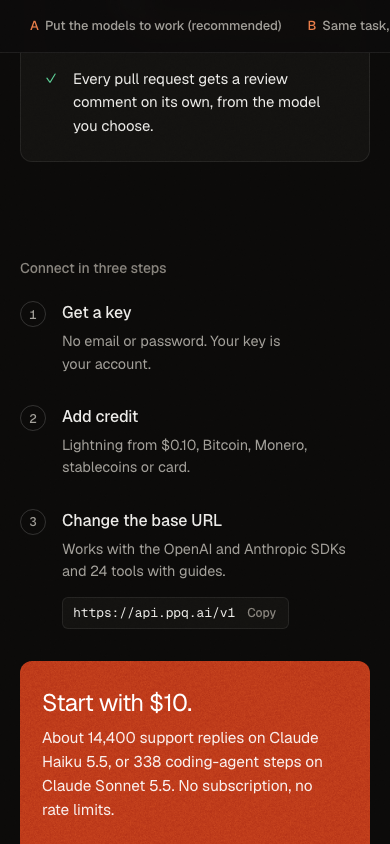 A Put the models to work (recommended) B Same task,
✓ Every pull request gets a review
comment on its own, from the model
you choose.
Connect in three steps
1 Get a key
No email or password. Your key is
your account.
2 Add credit
Lightning from $0.10, Bitcoin, Monero,
stablecoins or card.
3 Change the base URL
Works with the OpenAI and Anthropic SDKs
and 24 tools with guides.
https://api.ppq.ai/v1 Copy
Start with $10.
About 14,400 support replies on Claude
Haiku 5.5, or 338 coding-agent steps on
Claude Sonnet 5.5. No subscription, no
rate limits.